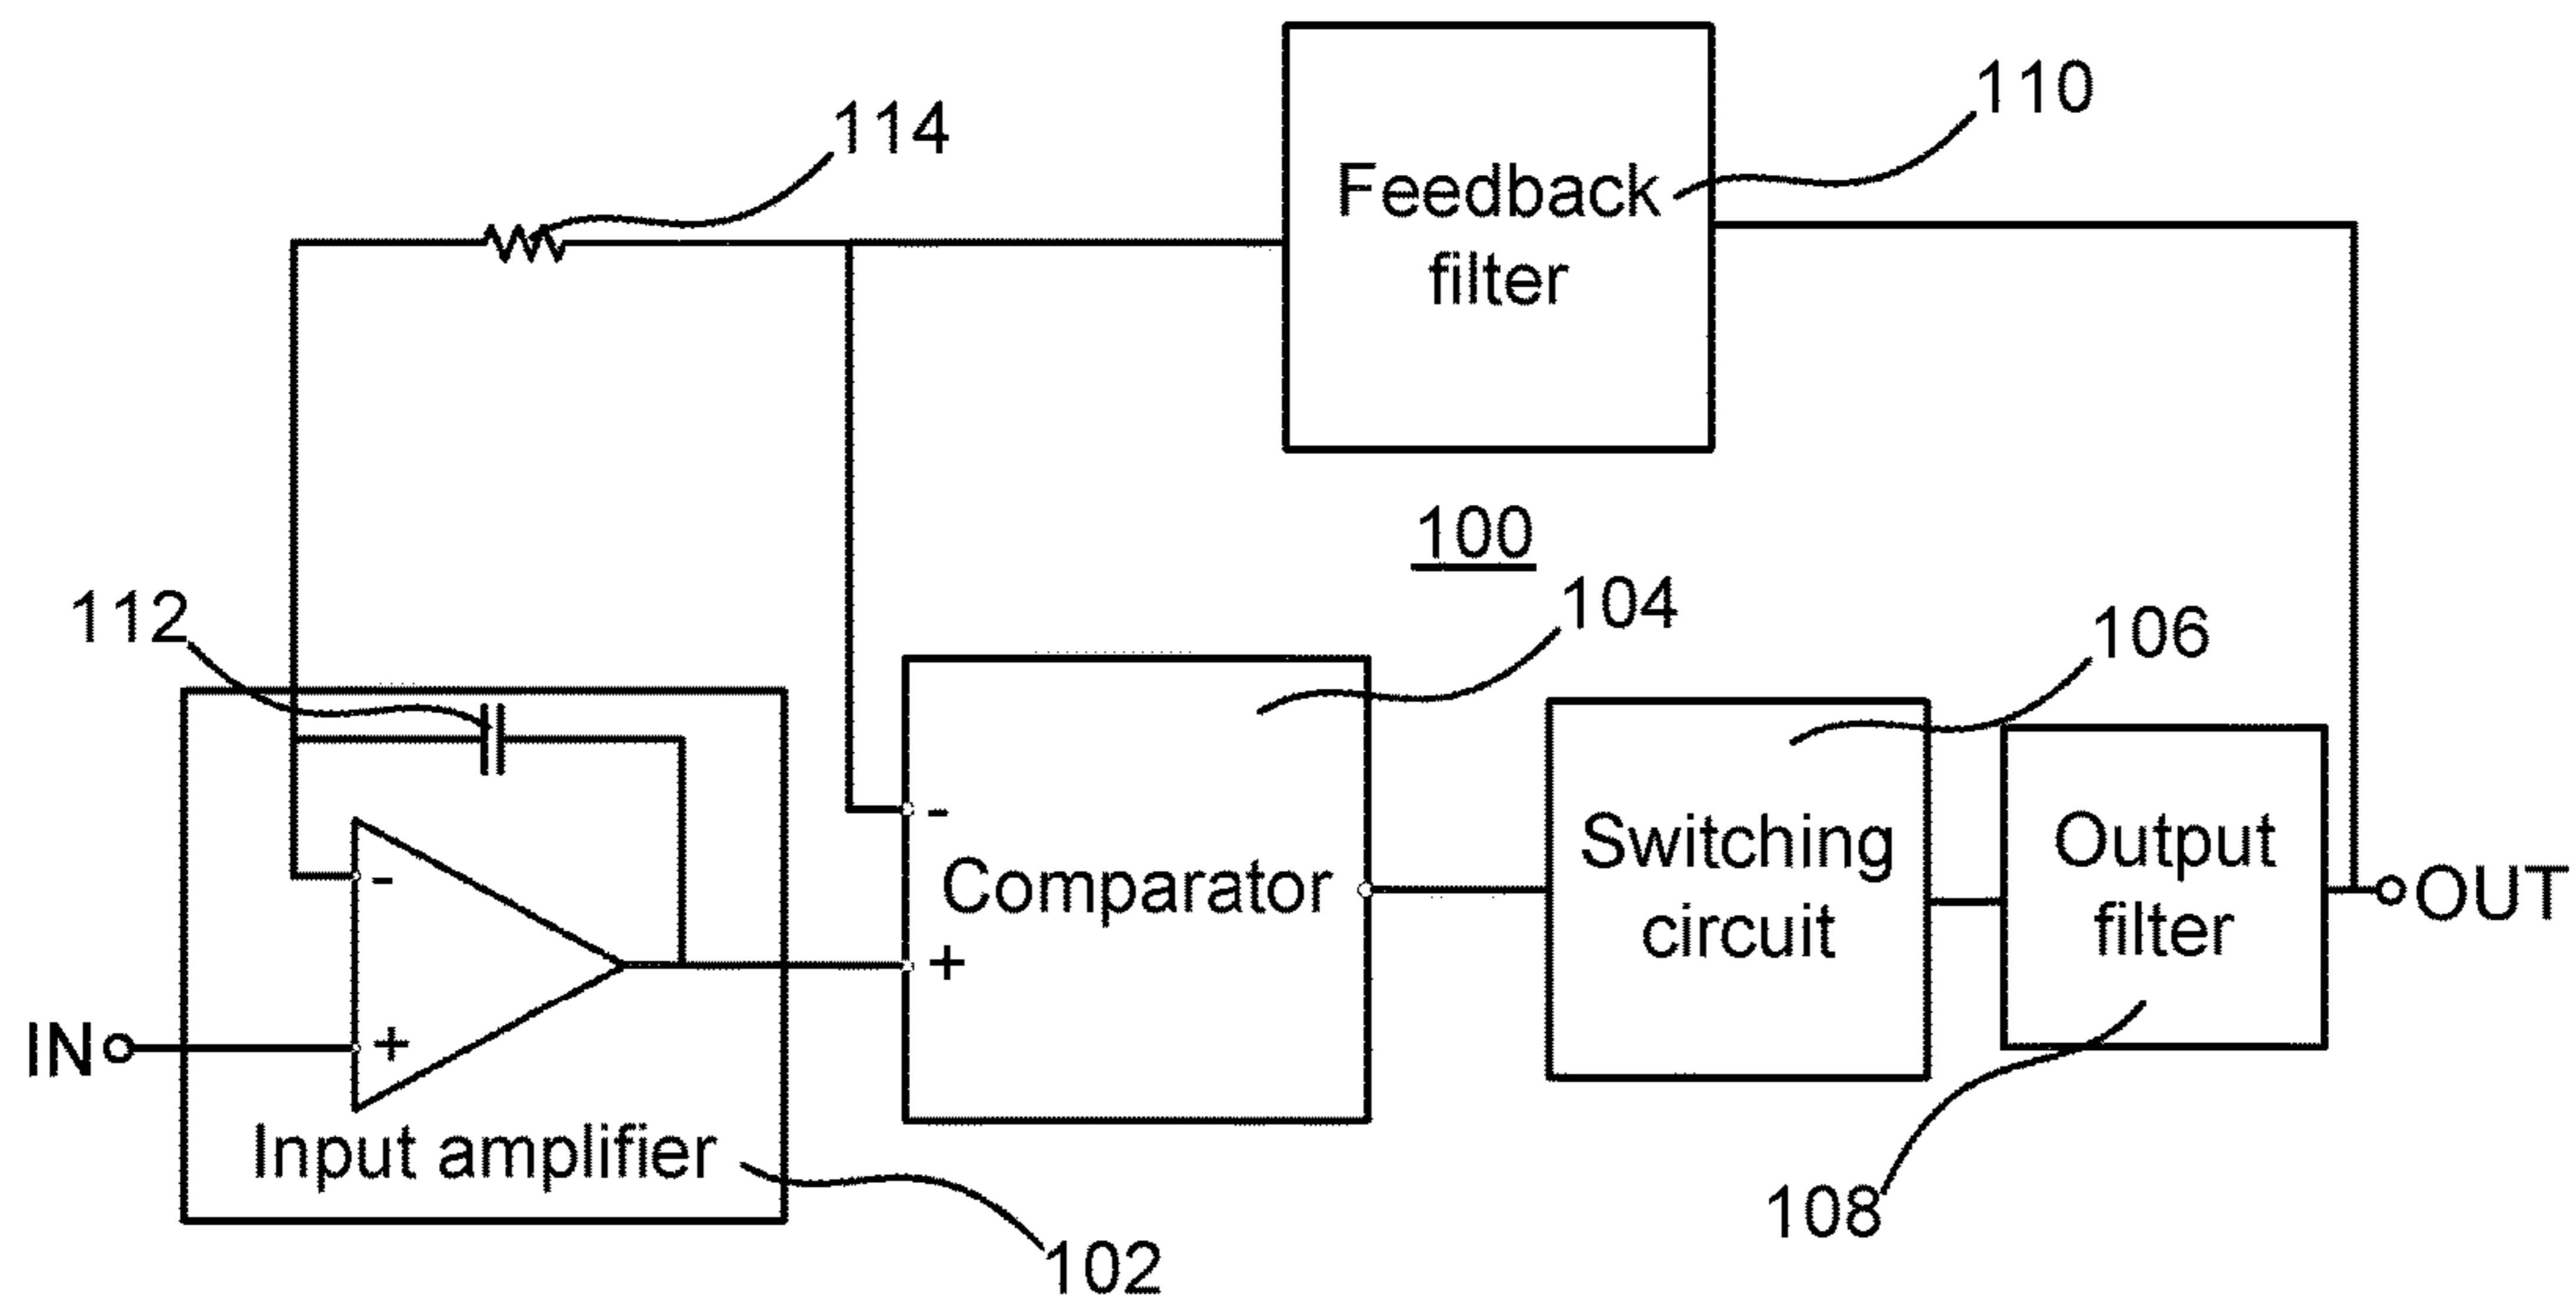 110
114
Feedback
filter
100
104
112
106
-
-
Switching
circuit
Output
filter
Comparator
OUT
+
IN
+
Input amplifier
108
102